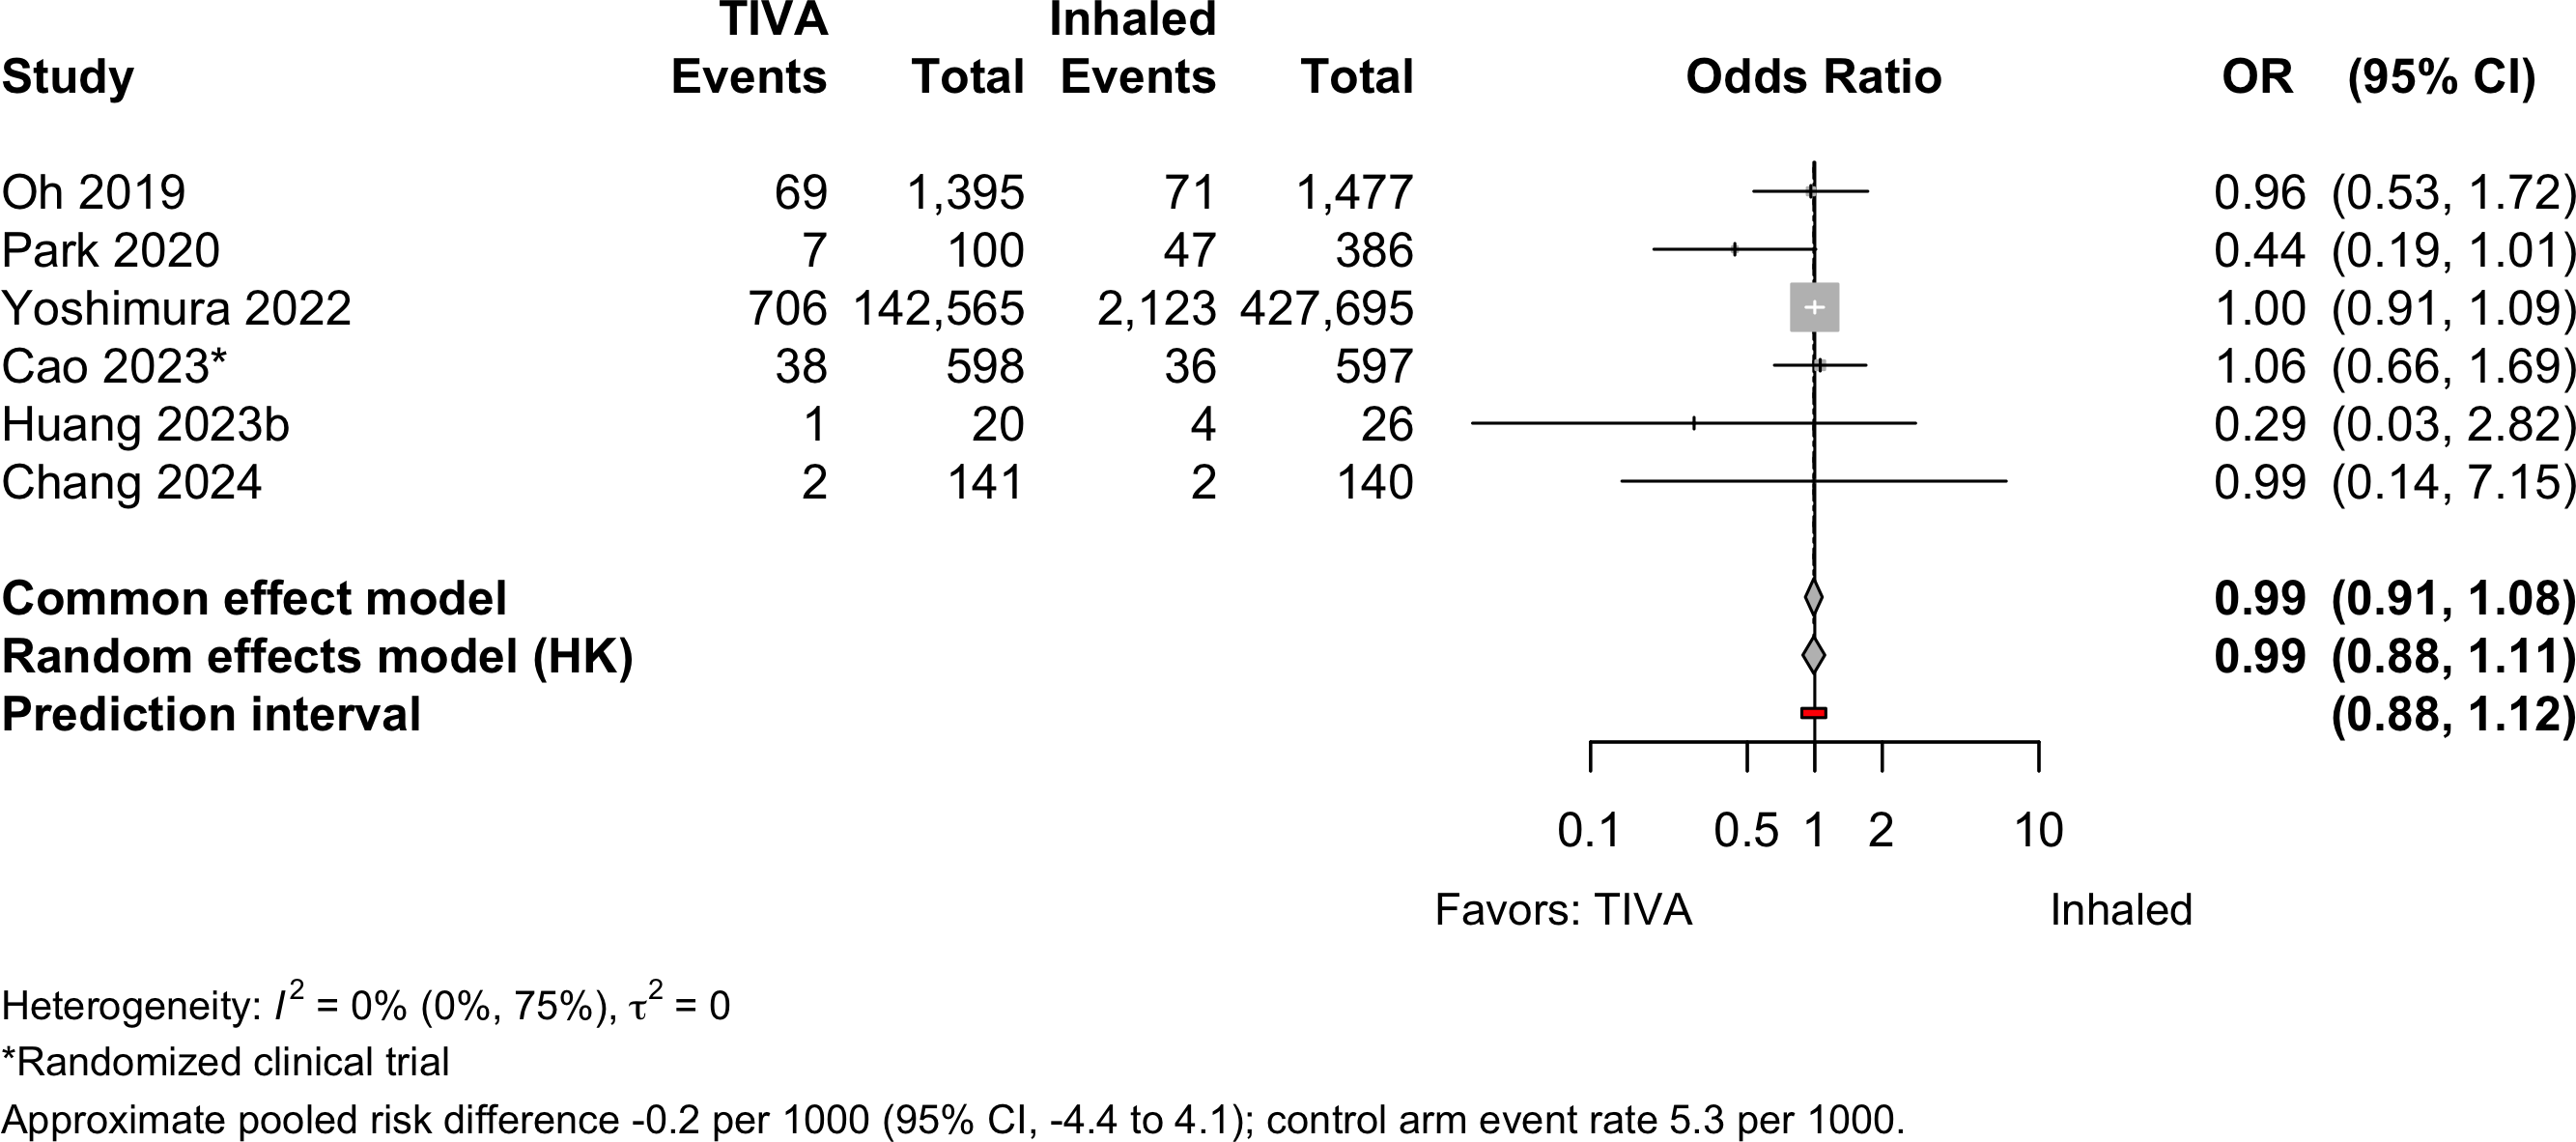 TIVA Inhaled
Study Events Total Events Total Odds Ratio OR (95% CI)
Oh 2019 69 1,395 71 1,477 0.96 (0.53, 1.72)
Park 2020 7 100 47 386 0.44 (0.19, 1.01)
Yoshimura 2022 706 142,565 2,123 427,695 1.00 (0.91, 1.09)
Cao 2023* 38 598 36 597 1.06 (0.66, 1.69)
Huang 2023b 1 20 4 26 0.29 (0.03, 2.82)
Chang 2024 2 141 2 140 0.99 (0.14, 7.15)
Common effect model 0.99 (0.91, 1.08)
Random effects model (HK) 0.99 (0.88, 1.11)
Prediction interval (0.88, 1.12)
0.1 0.5 1 2 10
Favors: TIVA Inhaled
Heterogeneity: I² = 0% (0%, 75%), τ² = 0
*Randomized clinical trial
Approximate pooled risk difference -0.2 per 1000 (95% CI, -4.4 to 4.1); control arm event rate 5.3 per 1000.